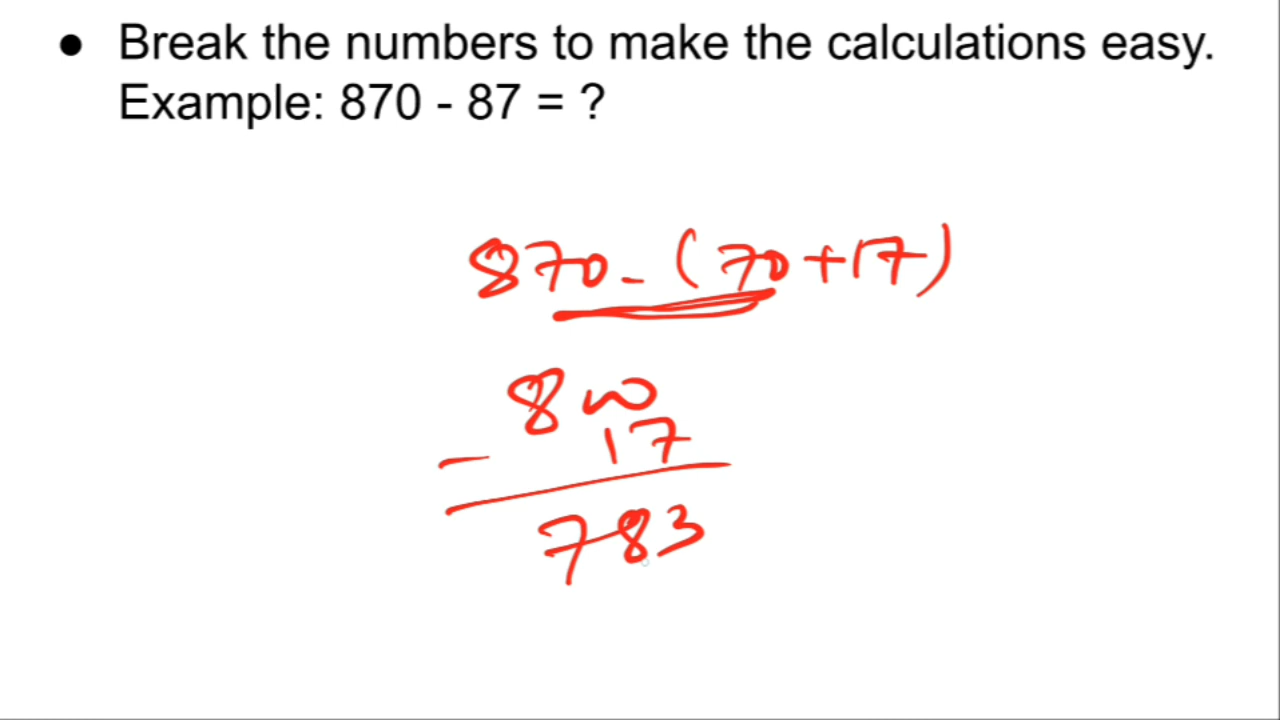 ● Break the numbers to make the calculations easy.
Example: 870 - 87 = ?
870 - (70+17)
800
- 17
783